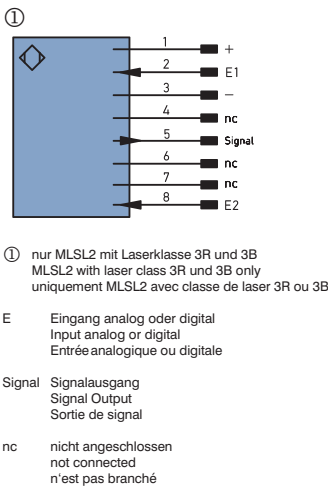 ①
1 +
2 E1
3 −
4 nc
5 Signal
6 nc
7 nc
8 E2
① nur MLSL2 mit Laserklasse 3R und 3B
MLSL2 with laser class 3R und 3B only
uniquement MLSL2 avec classe de laser 3R ou 3B
E Eingang analog oder digital
Input analog or digital
Entrée analogique ou digitale
Signal Signalausgang
Signal Output
Sortie de signal
nc nicht angeschlossen
not connected
n'est pas branché